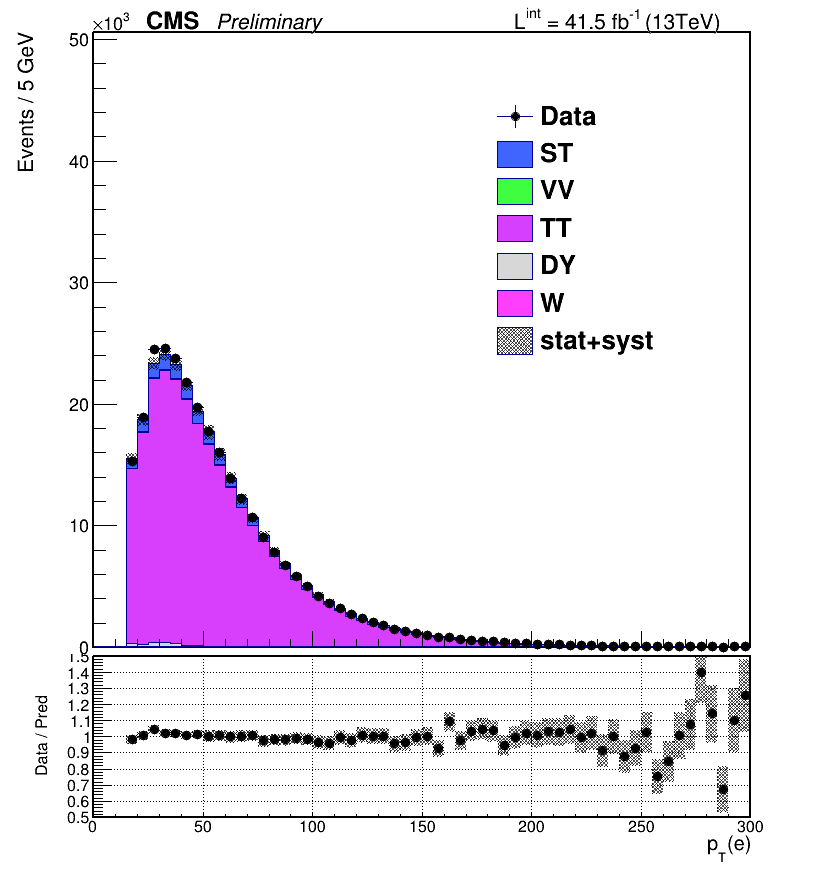 ×10³ CMS Preliminary L^int = 41.5 fb⁻¹ (13TeV)
Events / 5 GeV
50
40
30
20
10
0
Data
ST
VV
TT
DY
W
stat+syst
Data / Pred
1.5
1.4
1.3
1.2
1.1
1
0.9
0.8
0.7
0.6
0.5
0 50 100 150 200 250 300
p_T(e)